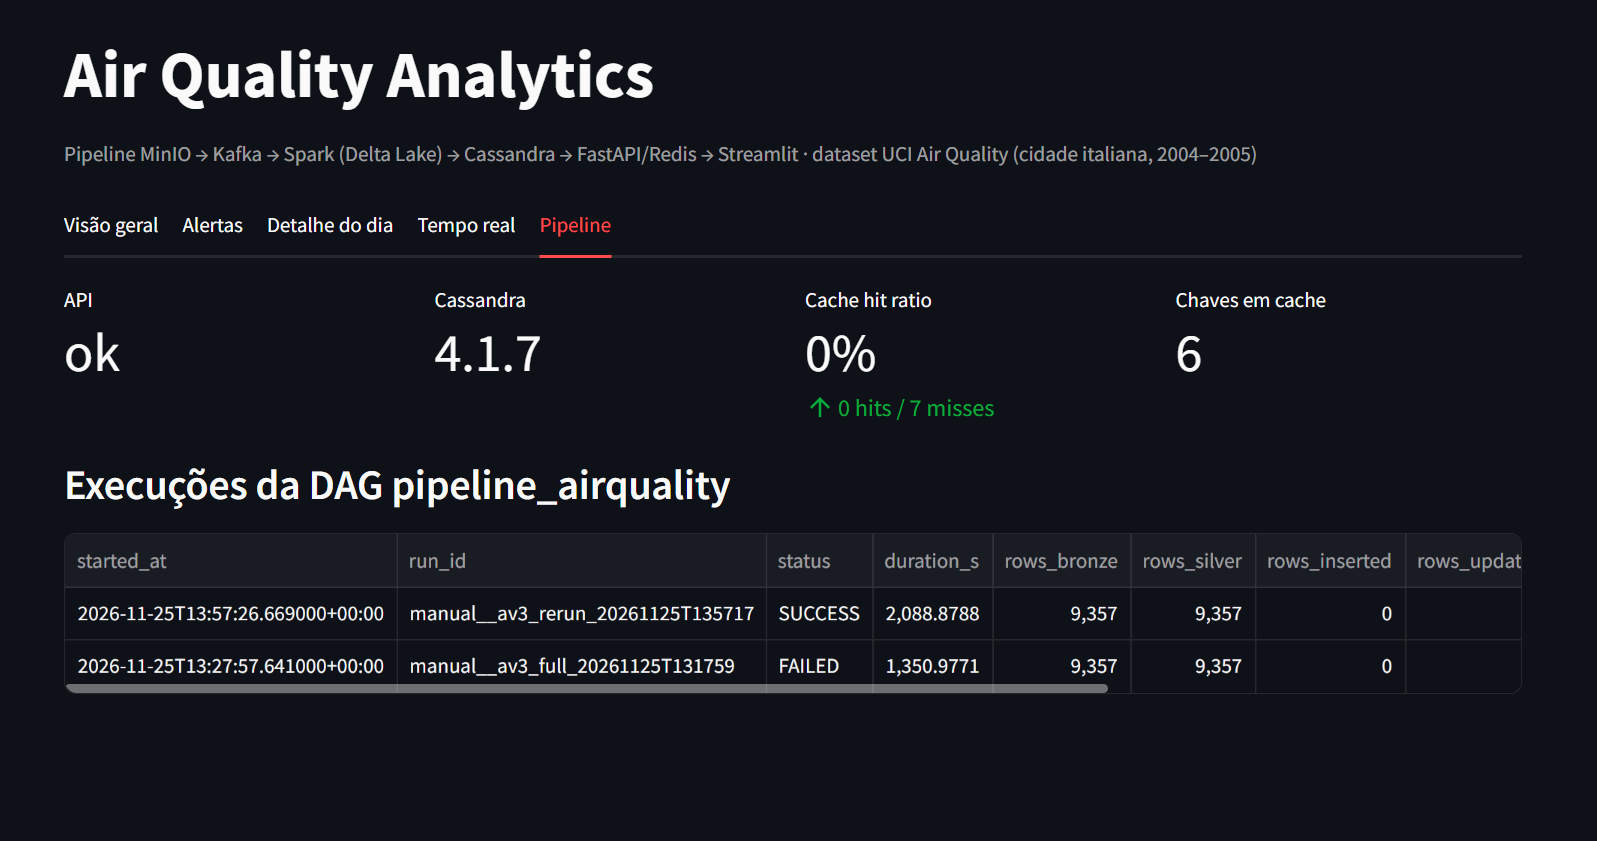 Air Quality Analytics
Pipeline MinIO → Kafka → Spark (Delta Lake) → Cassandra → FastAPI/Redis → Streamlit · dataset UCI Air Quality (cidade italiana, 2004–2005)
Visão geral Alertas Detalhe do dia Tempo real Pipeline
API Cassandra Cache hit ratio Chaves em cache
ok 4.1.7 0% 6
↑ 0 hits / 7 misses
Execuções da DAG pipeline_airquality
started_at run_id status duration_s rows_bronze rows_silver rows_inserted rows_updat
2026-11-25T13:57:26.669000+00:00 manual__av3_rerun_20261125T135717 SUCCESS 2,088.8788 9,357 9,357 0
2026-11-25T13:27:57.641000+00:00 manual__av3_full_20261125T131759 FAILED 1,350.9771 9,357 9,357 0